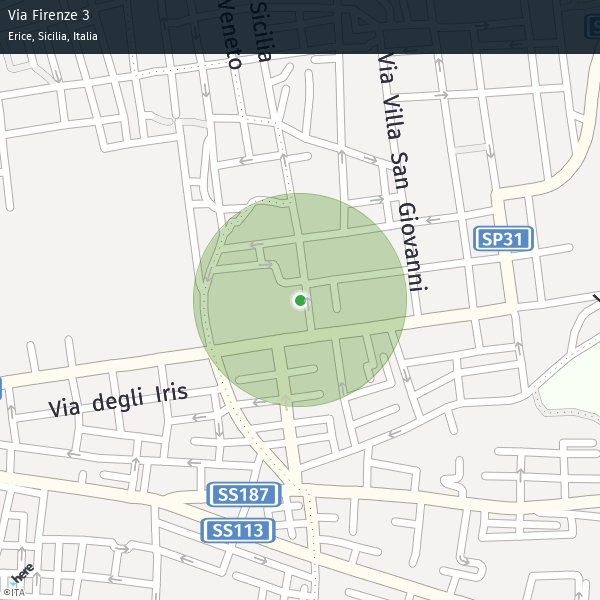 Via Firenze 3
Erice, Sicilia, Italia
veneto
Sicilia
Via Villa San Giovanni
SP31
Via degli Iris
SS187
SS113
here
©ITA